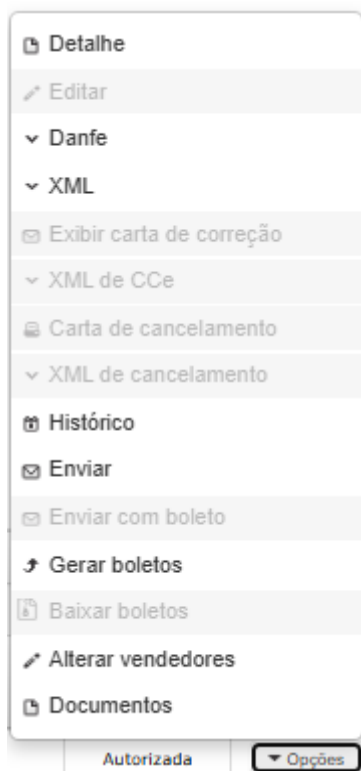 Detalhe
Editar
Danfe
XML
Exibir carta de correção
XML de CCe
Carta de cancelamento
XML de cancelamento
Histórico
Enviar
Enviar com boleto
Gerar boletos
Baixar boletos
Alterar vendedores
Documentos
Autorizada Opções